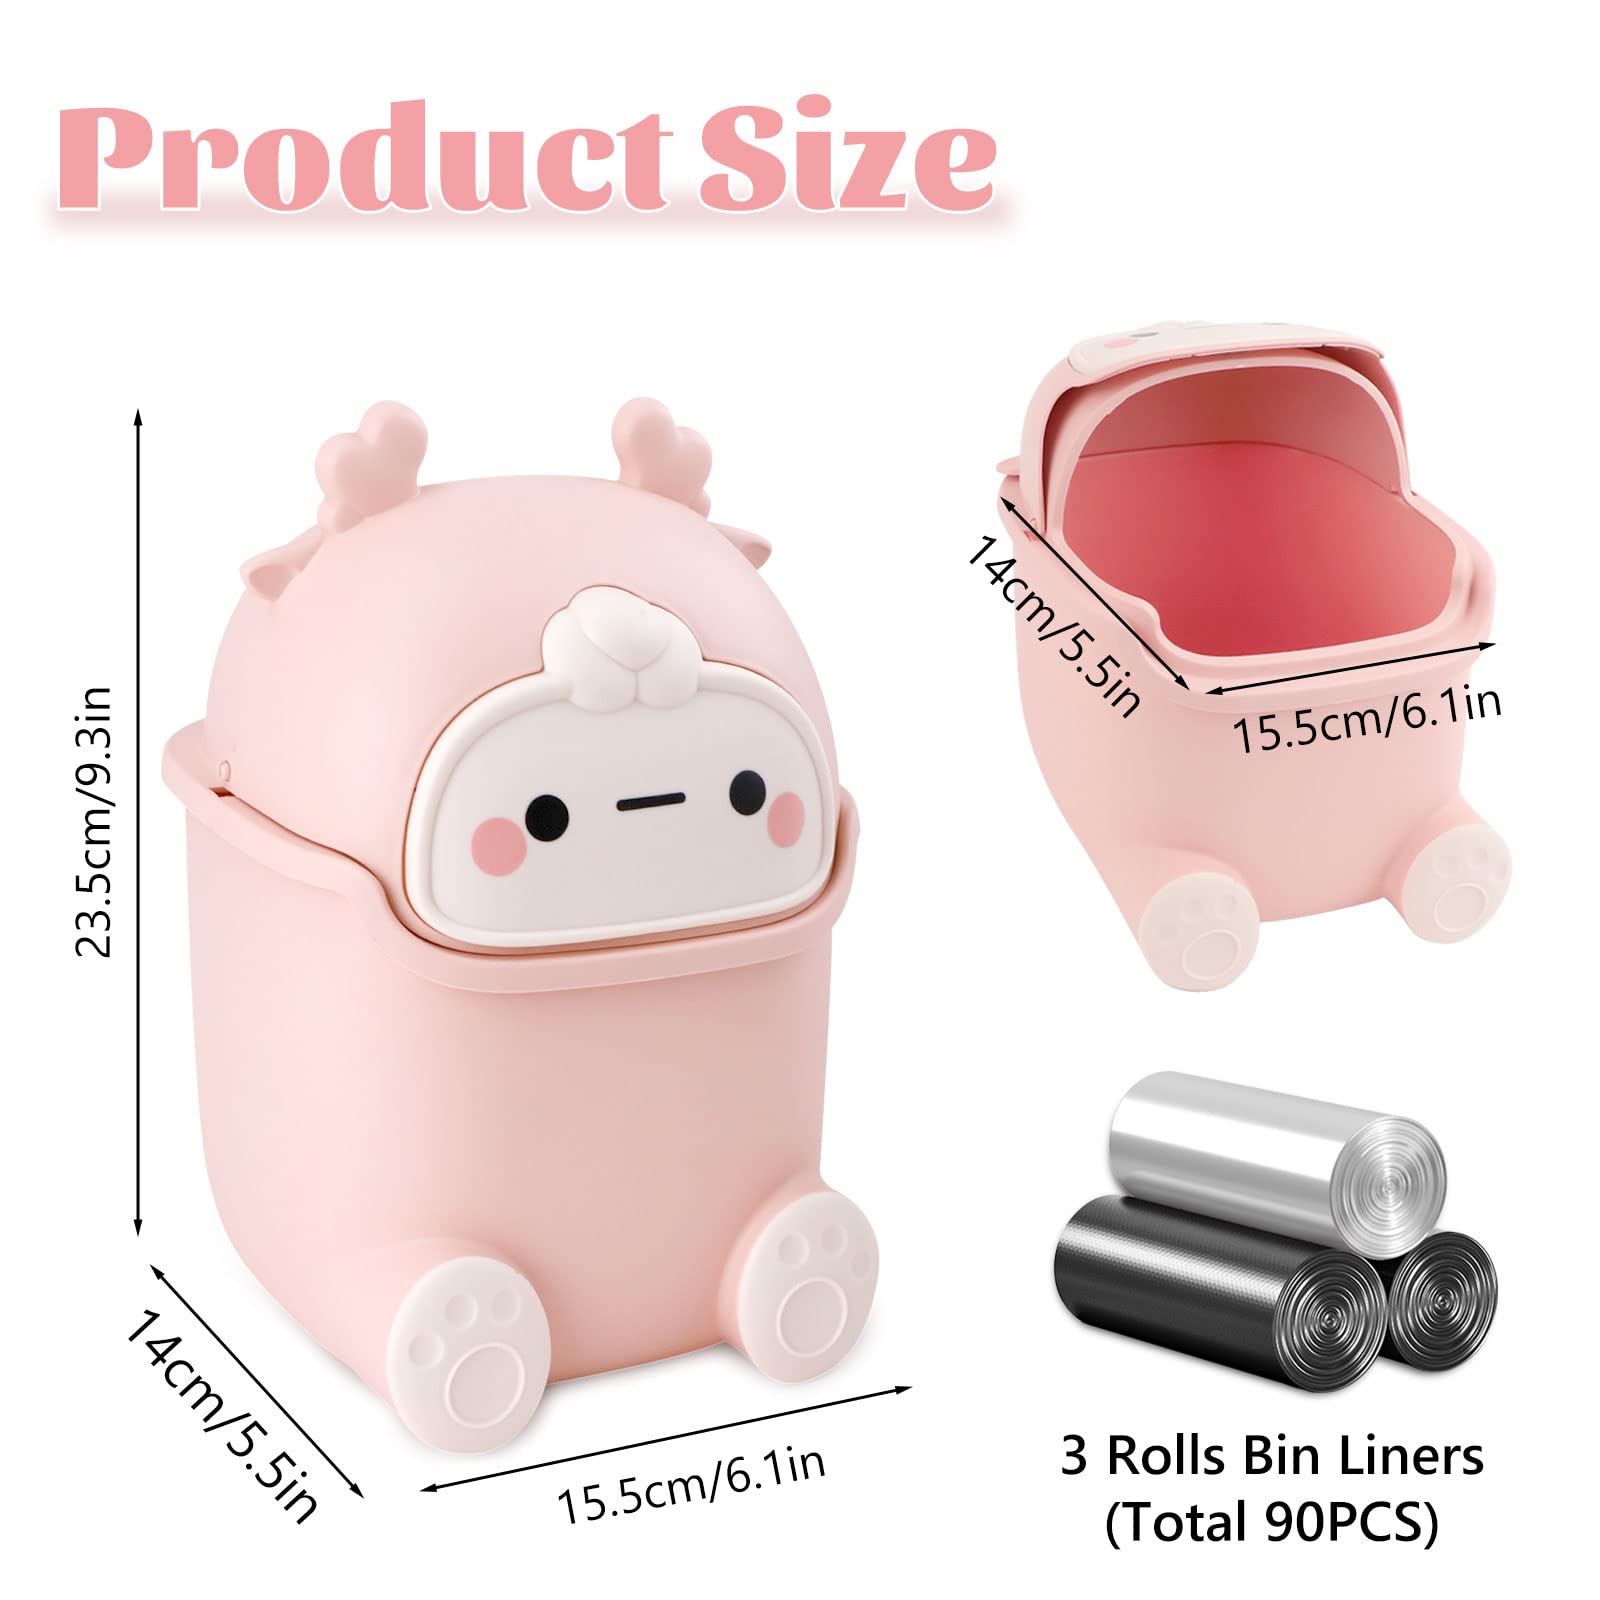 Product Size
23.5cm/9.3in
14cm/5.5in
15.5cm/6.1in
14cm/5.5in
15.5cm/6.1in
3 Rolls Bin Liners
(Total 90PCS)